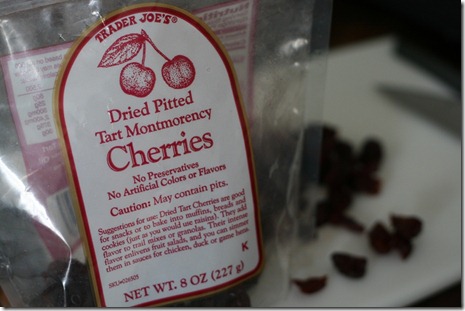 TRADER JOE'S®
Dried Pitted
Tart Montmorency
Cherries
No Preservatives
No Artificial Colors or Flavors
Caution: May contain pits.
Suggestions for use: Dried Tart Cherries are good
for snacks or to bake into muffins, breads and
cookies (just as you would use raisins). They add
flavor to trail mixes or granolas. Their intense
flavor enlivens fruit salads, and you can simmer
them in sauces for chicken, duck or game hens.
K
NET WT. 8 OZ (227 g)